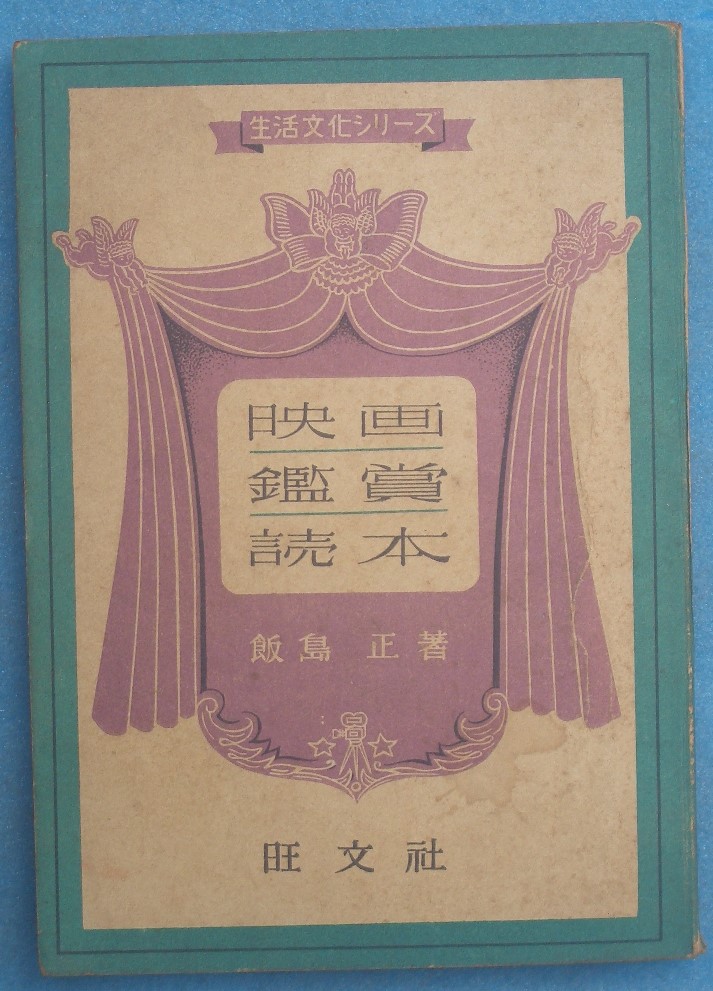 生活文化シリーズ
映画
鑑賞
読本
飯島 正 著
旺文社